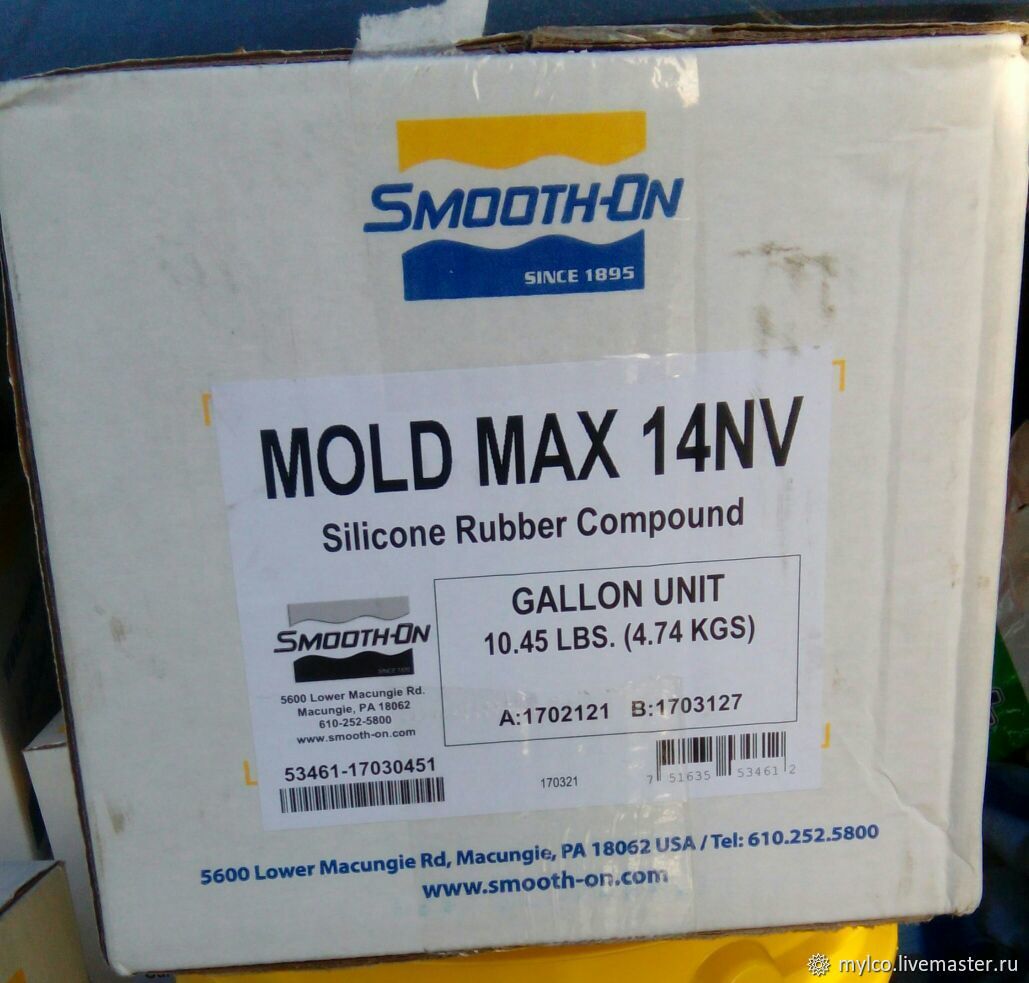 SMOOTH-ON
SINCE 1895
MOLD MAX 14NV
Silicone Rubber Compound
SMOOTH-ON
SINCE 1895
5600 Lower Macungie Rd.
Macungie, PA 18062
610-252-5800
www.smooth-on.com
GALLON UNIT
10.45 LBS. (4.74 KGS)
A:1702121 B:1703127
53461-17030451
170321
7 51635 53461 2
5600 Lower Macungie Rd, Macungie, PA 18062 USA / Tel: 610.252.5800
www.smooth-on.com
mylco.livemaster.ru